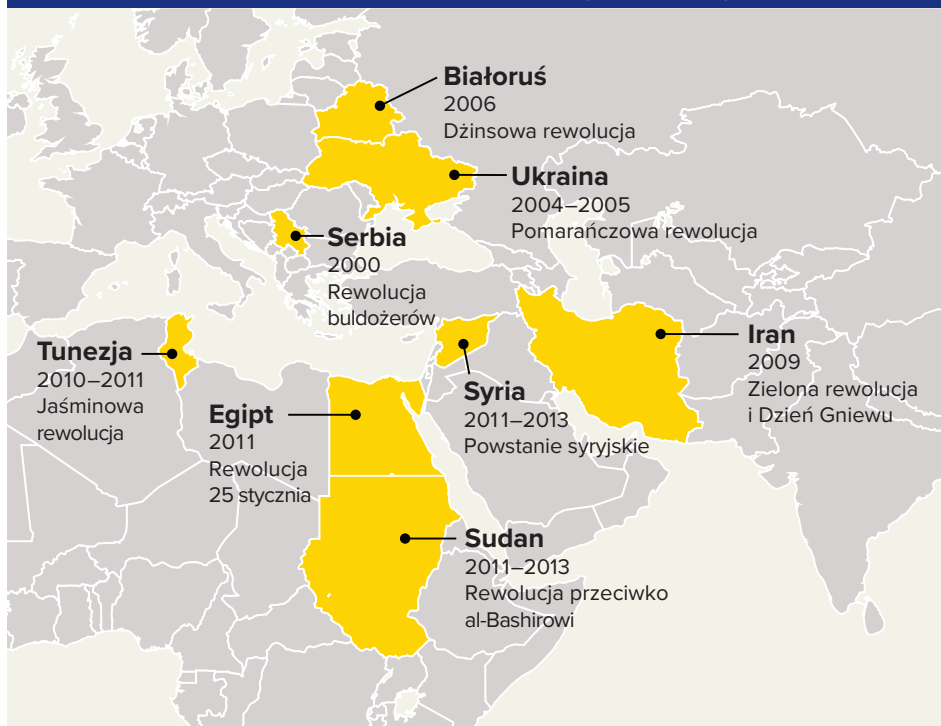 Białoruś
2006
Dżinsowa rewolucja
Ukraina
2004–2005
Pomarańczowa rewolucja
Serbia
2000
Rewolucja
buldożerów
Iran
2009
Zielona rewolucja
i Dzień Gniewu
Tunezja
2010–2011
Jaśminowa
rewolucja
Syria
2011–2013
Powstanie syryjskie
Egipt
2011
Rewolucja
25 stycznia
Sudan
2011–2013
Rewolucja przeciwko
al-Bashirowi